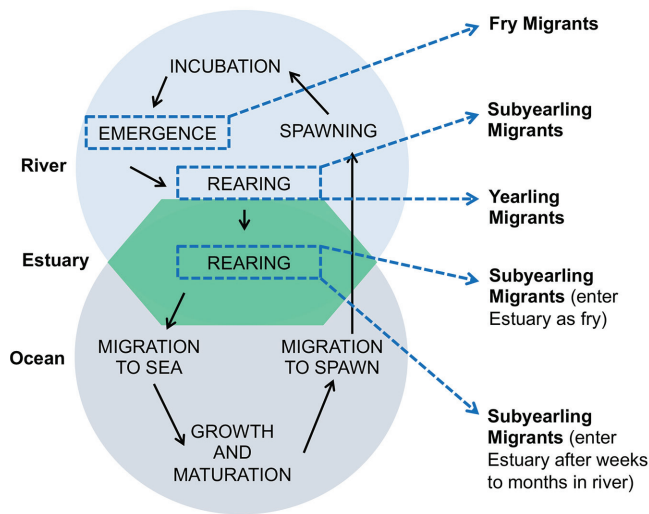 Fry Migrants
INCUBATION
EMERGENCE
SPAWNING
Subyearling
Migrants
River
REARING
Yearling
Migrants
Estuary
REARING
Subyearling
Migrants (enter
Estuary as fry)
Ocean
MIGRATION
TO SEA
MIGRATION
TO SPAWN
GROWTH
AND
MATURATION
Subyearling
Migrants (enter
Estuary after weeks
to months in river)